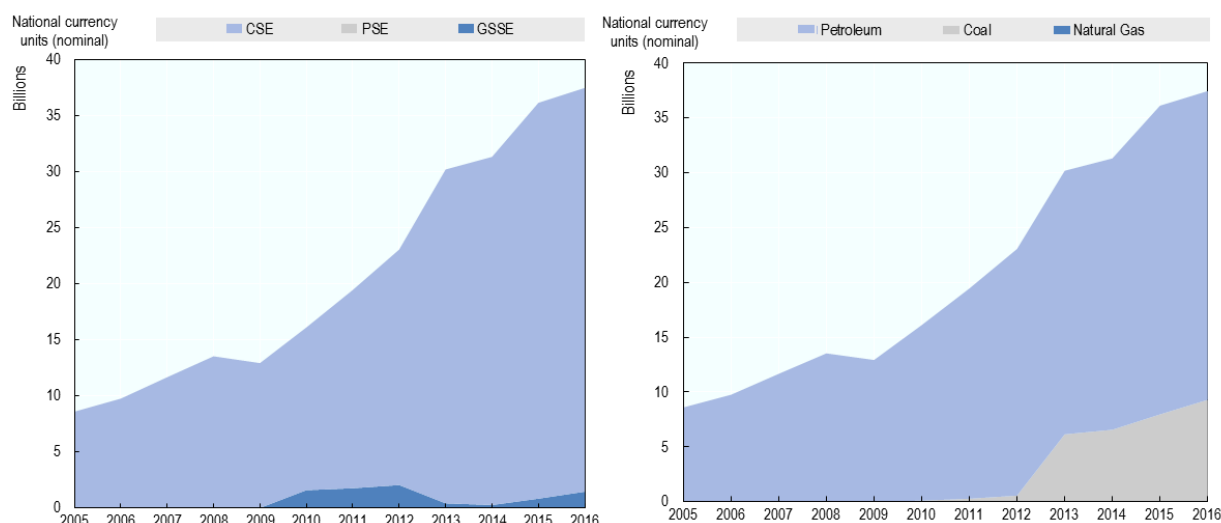 National currency
units (nominal)
CSE PSE GSSE
Billions
40
35
30
25
20
15
10
5
0
2005 2006 2007 2008 2009 2010 2011 2012 2013 2014 2015 2016
National currency
units (nominal)
Petroleum Coal Natural Gas
Billions
40
35
30
25
20
15
10
5
0
2005 2006 2007 2008 2009 2010 2011 2012 2013 2014 2015 2016